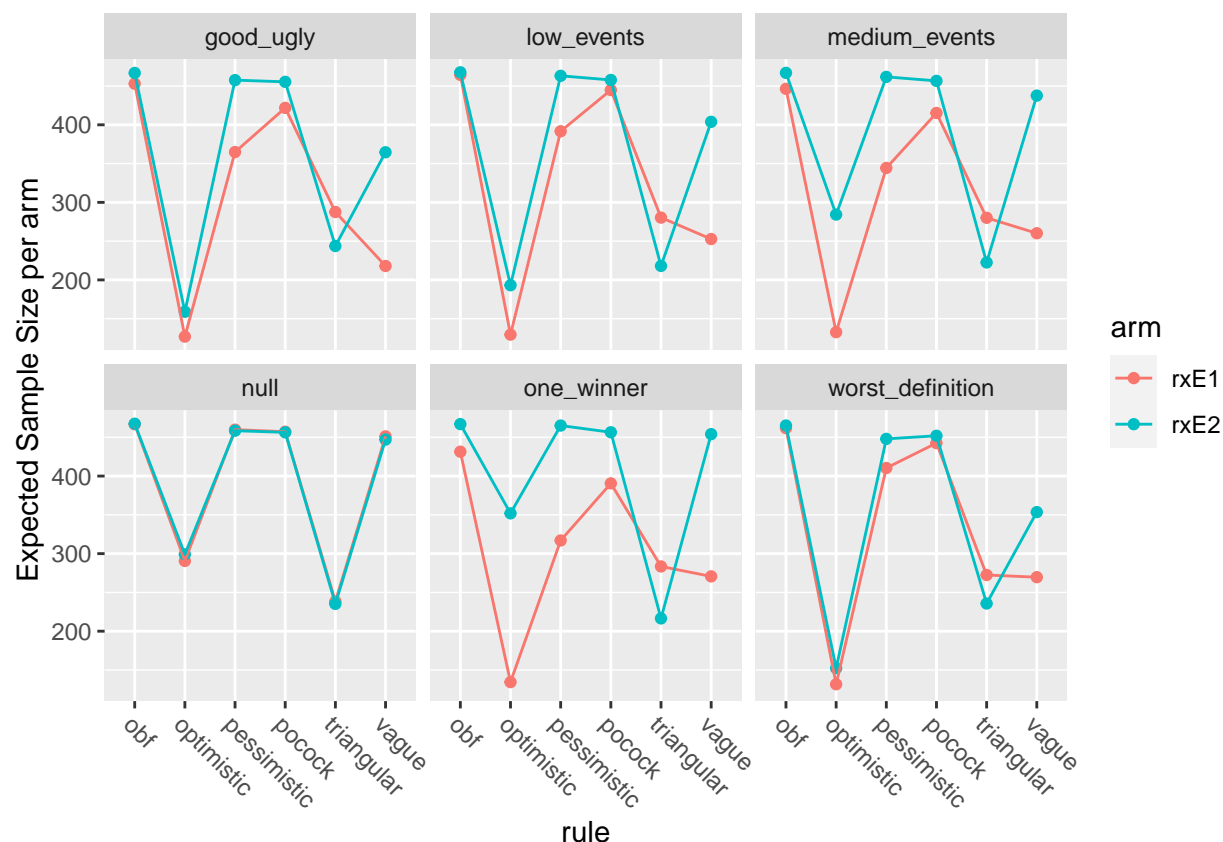 good_ugly
low_events
medium_events
400
300
200
null
one_winner
worst_definition
400
300
200
obf
optimistic
pessimistic
pocock
triangular
vague
obf
optimistic
pessimistic
pocock
triangular
vague
obf
optimistic
pessimistic
pocock
triangular
vague
rule
Expected Sample Size per arm
arm
rxE1
rxE2